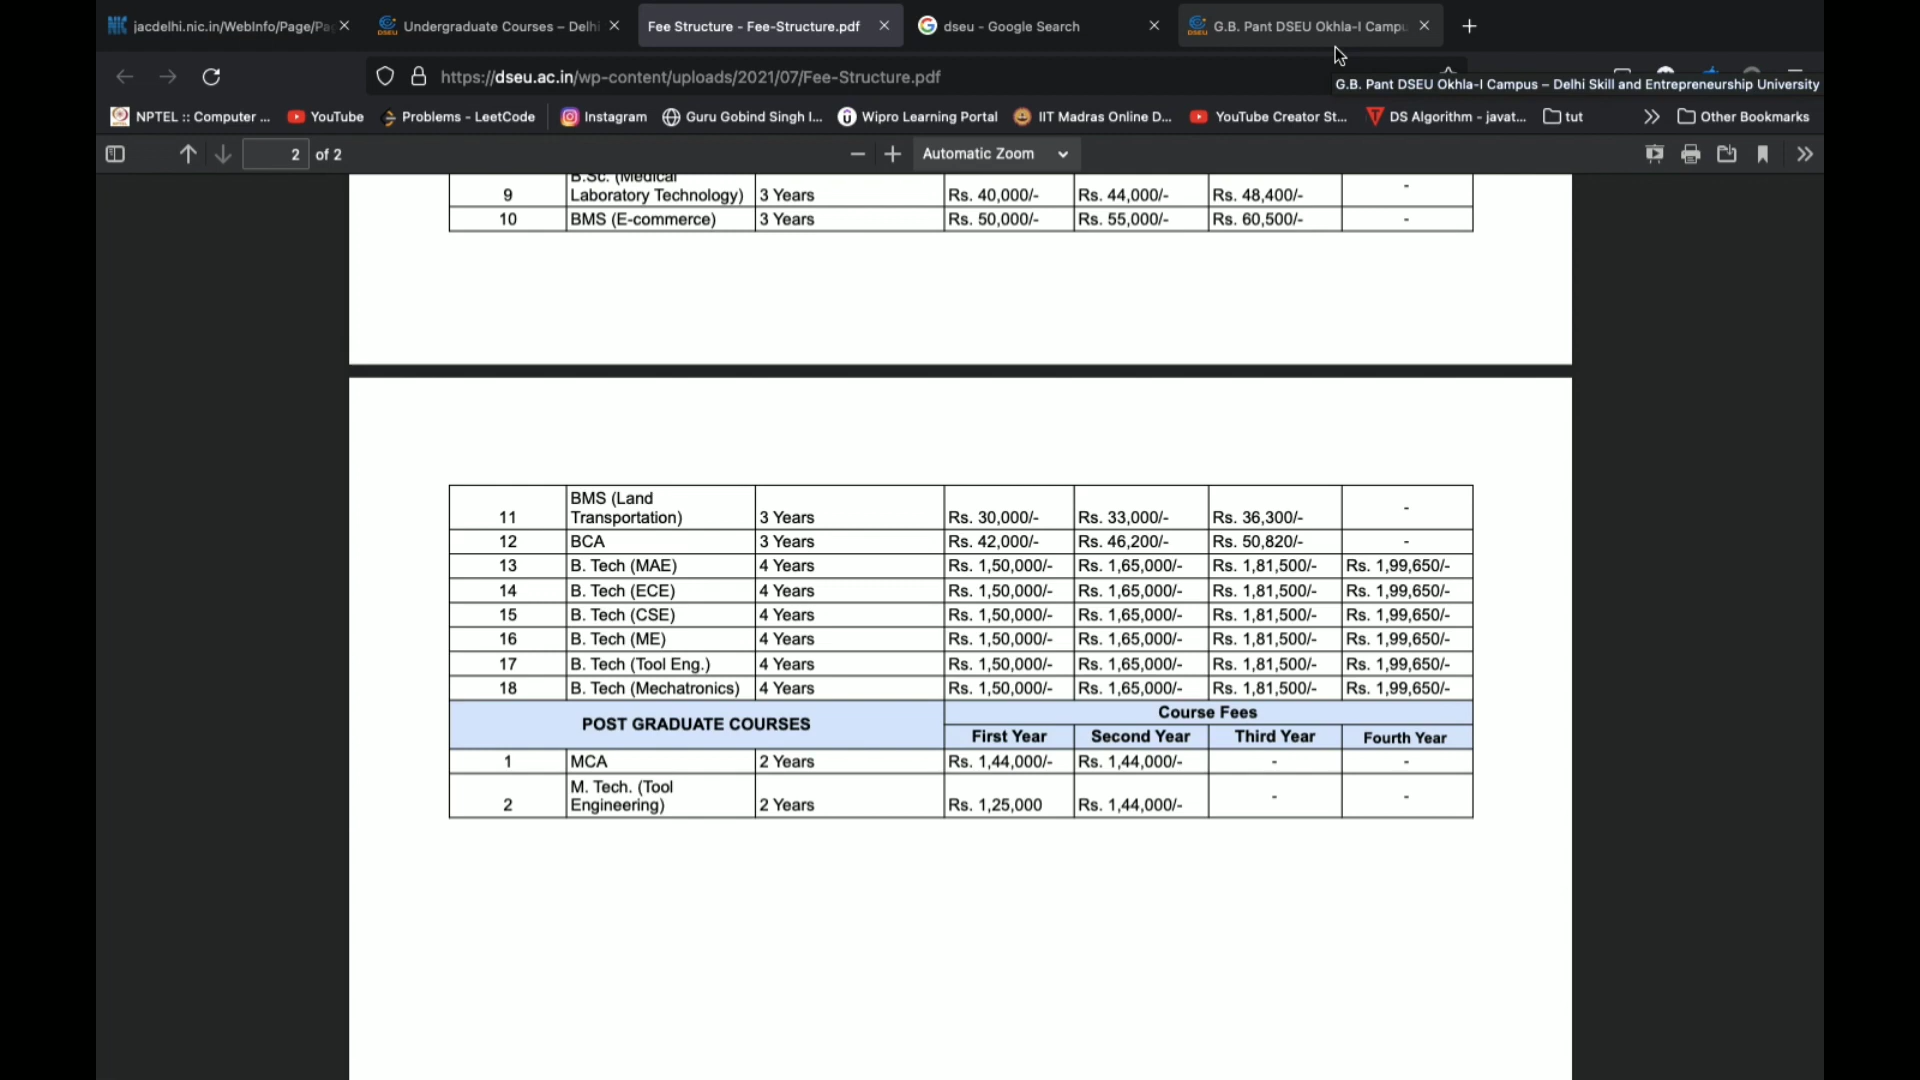 jacdelhi.nic.in/WebInfo/Page/Pa
Undergraduate Courses – Delhi
Fee Structure - Fee-Structure.pdf
dseu - Google Search
G.B. Pant DSEU Okhla-I Campu
https://dseu.ac.in/wp-content/uploads/2021/07/Fee-Structure.pdf
G.B. Pant DSEU Okhla-I Campus – Delhi Skill and Entrepreneurship University
NPTEL :: Computer ... YouTube Problems - LeetCode Instagram Guru Gobind Singh I... Wipro Learning Portal IIT Madras Online D... YouTube Creator St... DS Algorithm - javat... tut Other Bookmarks
2 of 2 Automatic Zoom
9 B.Sc. (Medical
Laboratory Technology) 3 Years Rs. 40,000/- Rs. 44,000/- Rs. 48,400/- -
10 BMS (E-commerce) 3 Years Rs. 50,000/- Rs. 55,000/- Rs. 60,500/- -
11 BMS (Land
Transportation) 3 Years Rs. 30,000/- Rs. 33,000/- Rs. 36,300/- -
12 BCA 3 Years Rs. 42,000/- Rs. 46,200/- Rs. 50,820/- -
13 B. Tech (MAE) 4 Years Rs. 1,50,000/- Rs. 1,65,000/- Rs. 1,81,500/- Rs. 1,99,650/-
14 B. Tech (ECE) 4 Years Rs. 1,50,000/- Rs. 1,65,000/- Rs. 1,81,500/- Rs. 1,99,650/-
15 B. Tech (CSE) 4 Years Rs. 1,50,000/- Rs. 1,65,000/- Rs. 1,81,500/- Rs. 1,99,650/-
16 B. Tech (ME) 4 Years Rs. 1,50,000/- Rs. 1,65,000/- Rs. 1,81,500/- Rs. 1,99,650/-
17 B. Tech (Tool Eng.) 4 Years Rs. 1,50,000/- Rs. 1,65,000/- Rs. 1,81,500/- Rs. 1,99,650/-
18 B. Tech (Mechatronics) 4 Years Rs. 1,50,000/- Rs. 1,65,000/- Rs. 1,81,500/- Rs. 1,99,650/-
POST GRADUATE COURSES
Course Fees
First Year Second Year Third Year Fourth Year
1 MCA 2 Years Rs. 1,44,000/- Rs. 1,44,000/- - -
2 M. Tech. (Tool
Engineering) 2 Years Rs. 1,25,000 Rs. 1,44,000/- - -